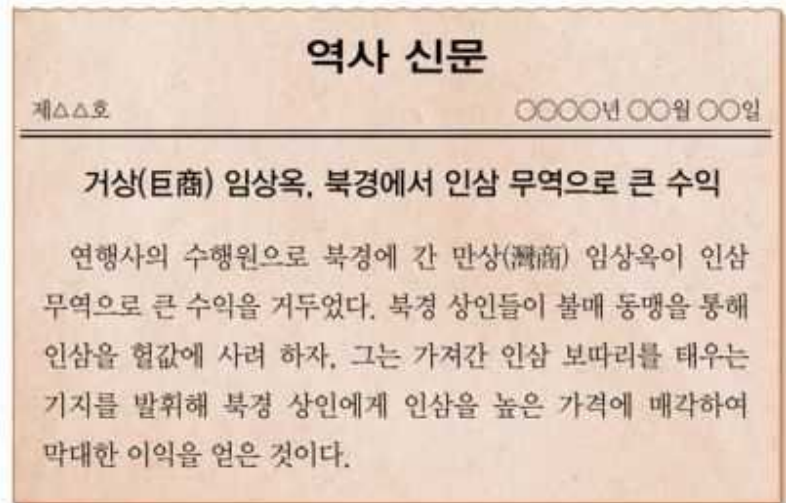 역사 신문
제△△호 ○○○○년 ○○월 ○○일
거상(巨商) 임상옥, 북경에서 인삼 무역으로 큰 수익
연행사의 수행원으로 북경에 간 만상(灣商) 임상옥이 인삼
무역으로 큰 수익을 거두었다. 북경 상인들이 불매 동맹을 통해
인삼을 헐값에 사려 하자, 그는 가져간 인삼 보따리를 태우는
기지를 발휘해 북경 상인에게 인삼을 높은 가격에 매각하여
막대한 이익을 얻은 것이다.